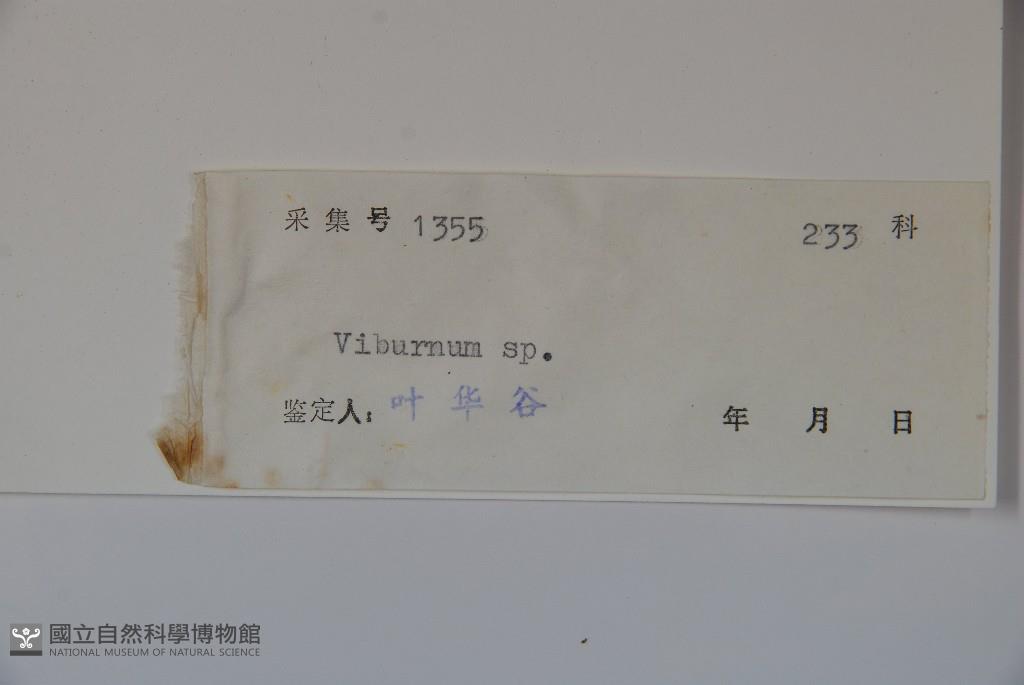 采集号 1355 233 科
Viburnum sp.
鉴定人: 叶华谷 年 月 日
國立自然科學博物館
NATIONAL MUSEUM OF NATURAL SCIENCE